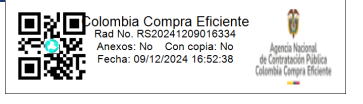 Colombia Compra Eficiente
Rad No. RS20241209016334
Anexos: No Con copia: No
Fecha: 09/12/2024 16:52:38
Agencia Nacional
de Contratación Pública
Colombia Compra Eficiente